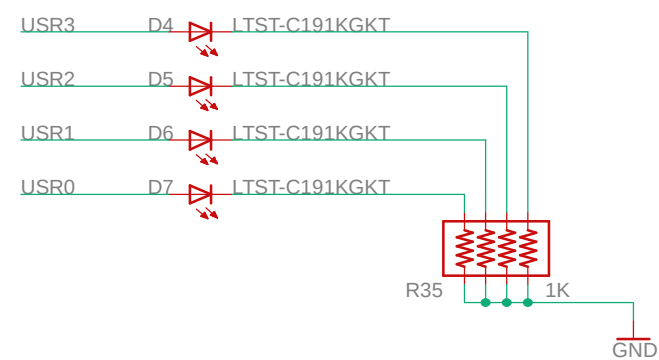 USR3 D4 LTST-C191KGKT
USR2 D5 LTST-C191KGKT
USR1 D6 LTST-C191KGKT
USR0 D7 LTST-C191KGKT
R35 1K
GND